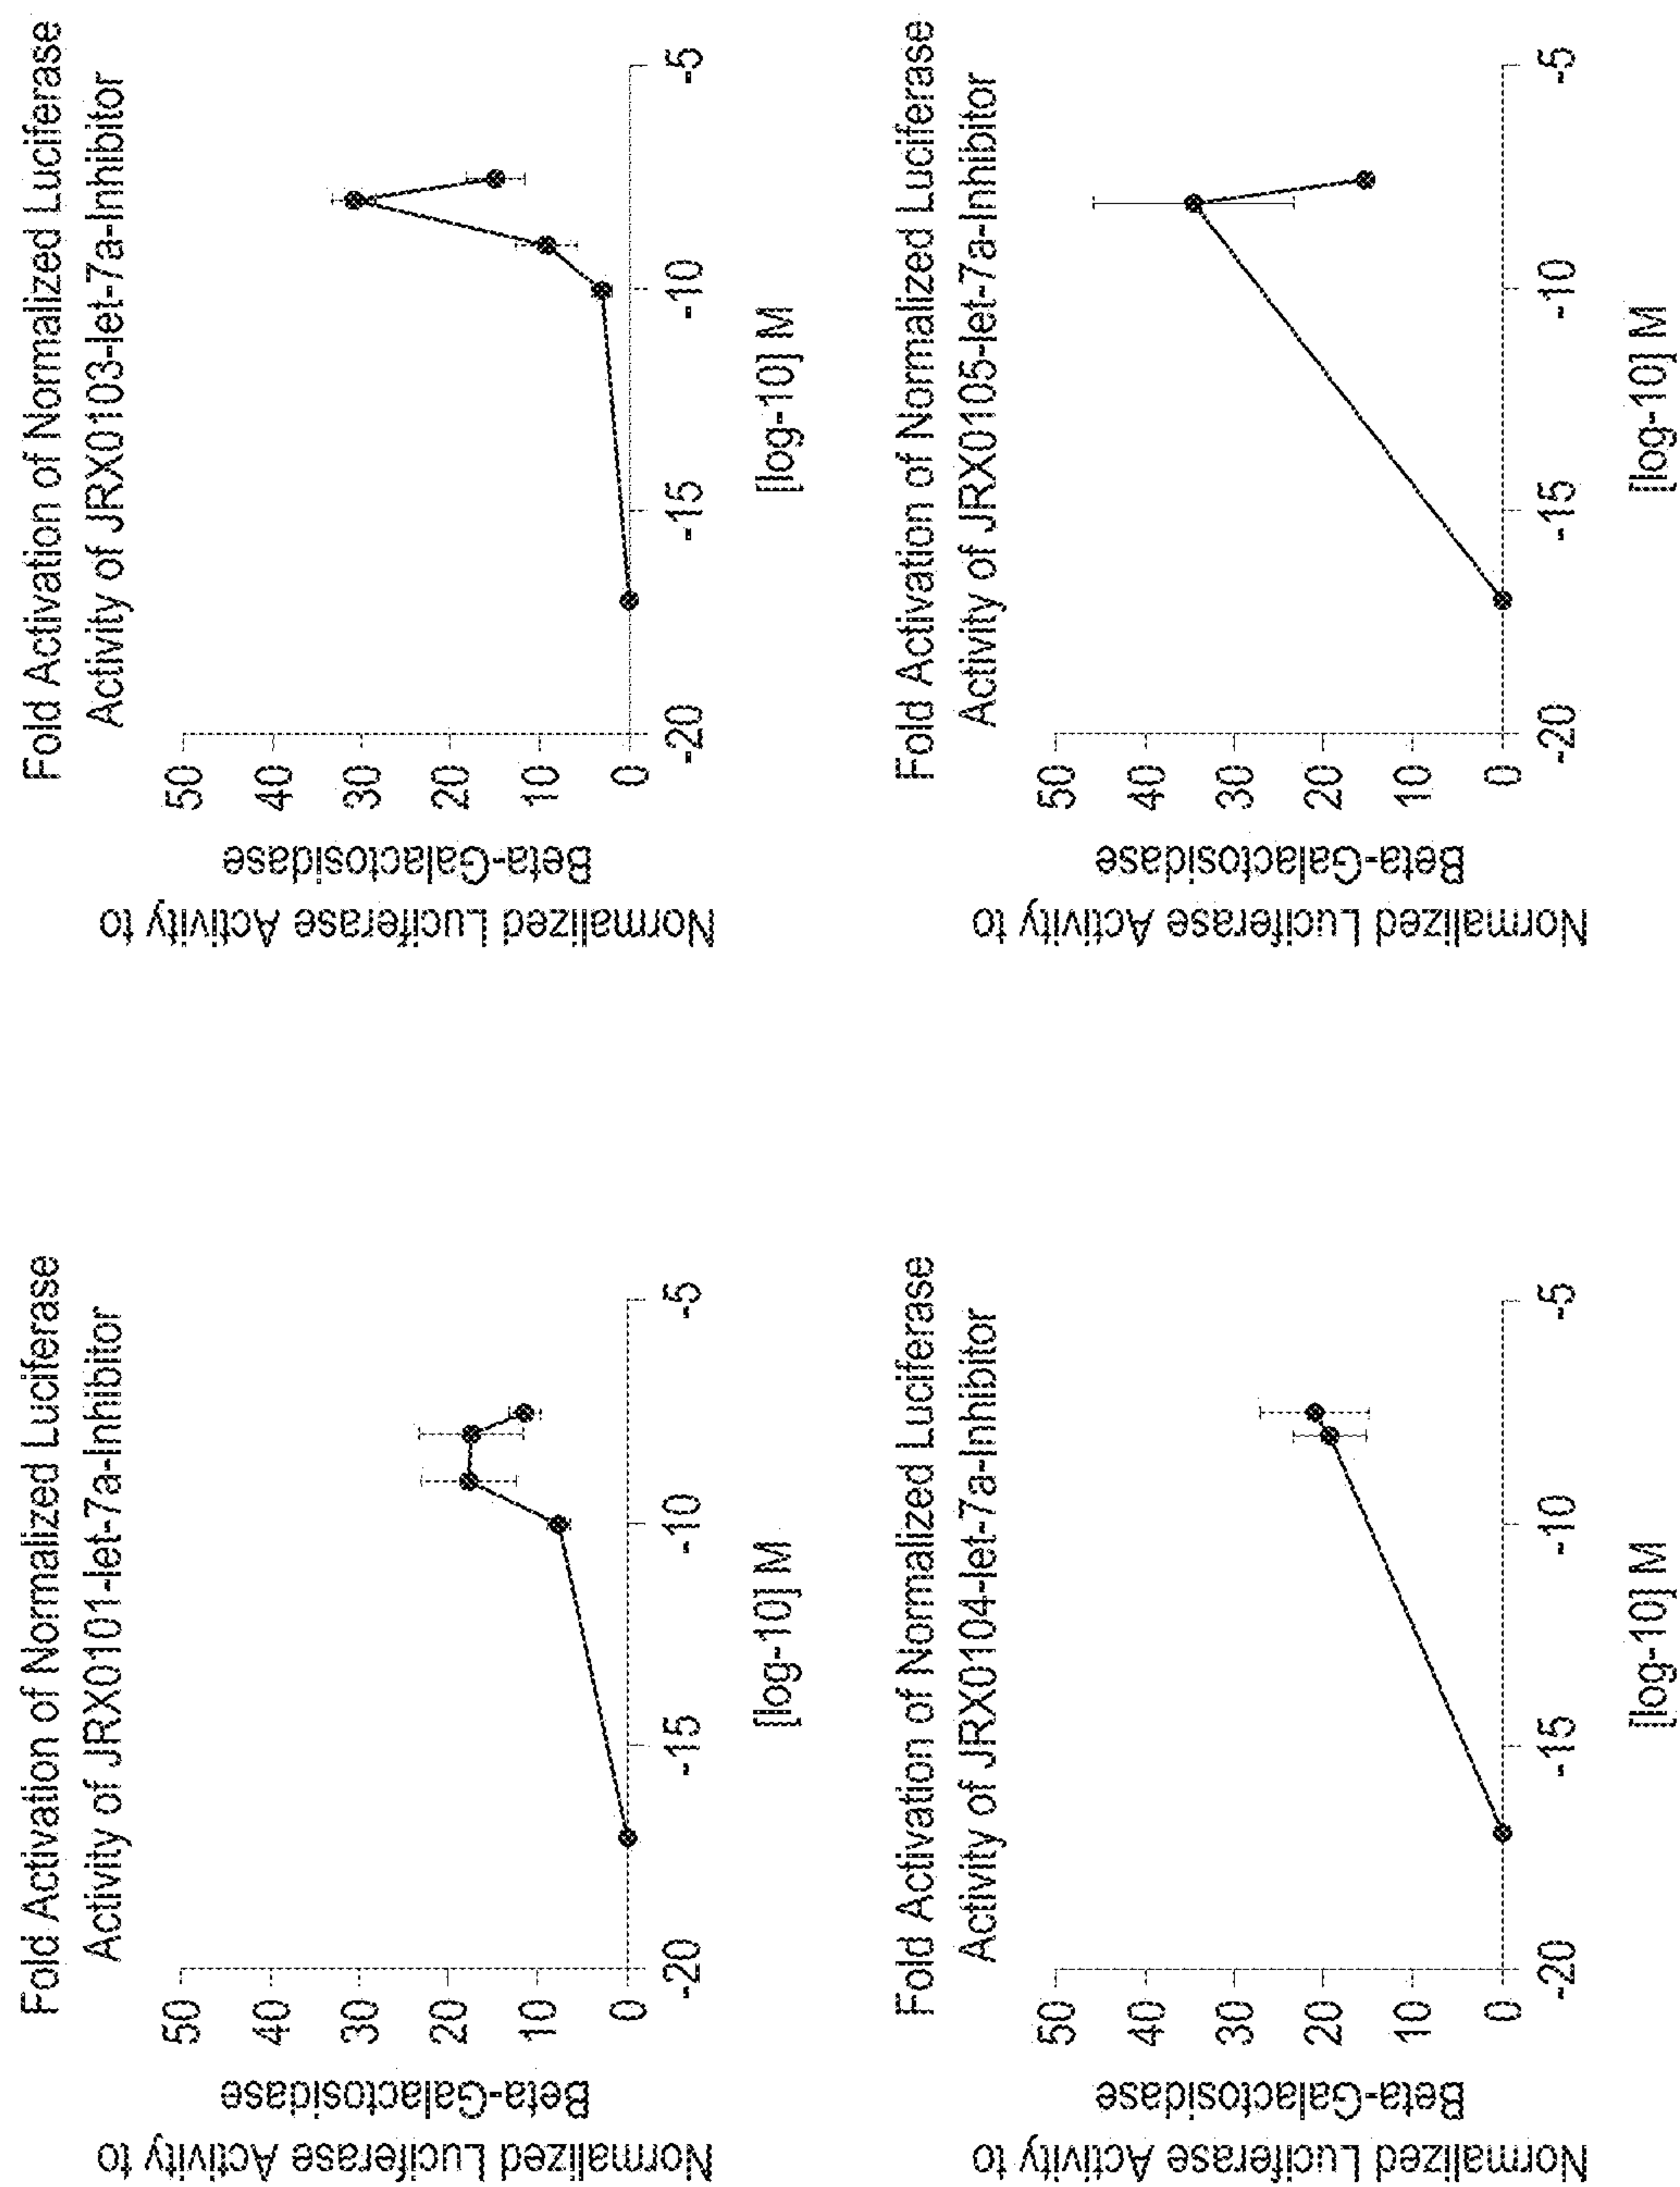 Fold Activation of Normalized Luciferase
Activity of JRX0101-let-7a-Inhibitor
Normalized Luciferase Activity to
Beta-Galactosidase
50
40
30
20
10
0
-20
-15
-10
-5
[log-10] M
Fold Activation of Normalized Luciferase
Activity of JRX0103-let-7a-Inhibitor
Normalized Luciferase Activity to
Beta-Galactosidase
50
40
30
20
10
0
-20
-15
-10
-5
[log-10] M
Fold Activation of Normalized Luciferase
Activity of JRX0104-let-7a-Inhibitor
Normalized Luciferase Activity to
Beta-Galactosidase
50
40
30
20
10
0
-20
-15
-10
-5
[log-10] M
Fold Activation of Normalized Luciferase
Activity of JRX0105-let-7a-Inhibitor
Normalized Luciferase Activity to
Beta-Galactosidase
50
40
30
20
10
0
-20
-15
-10
-5
[log-10] M